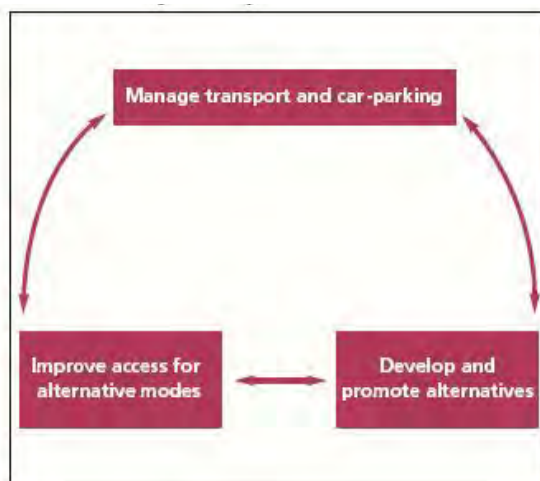 Manage transport and car-parking
Improve access for
alternative modes
Develop and
promote alternatives